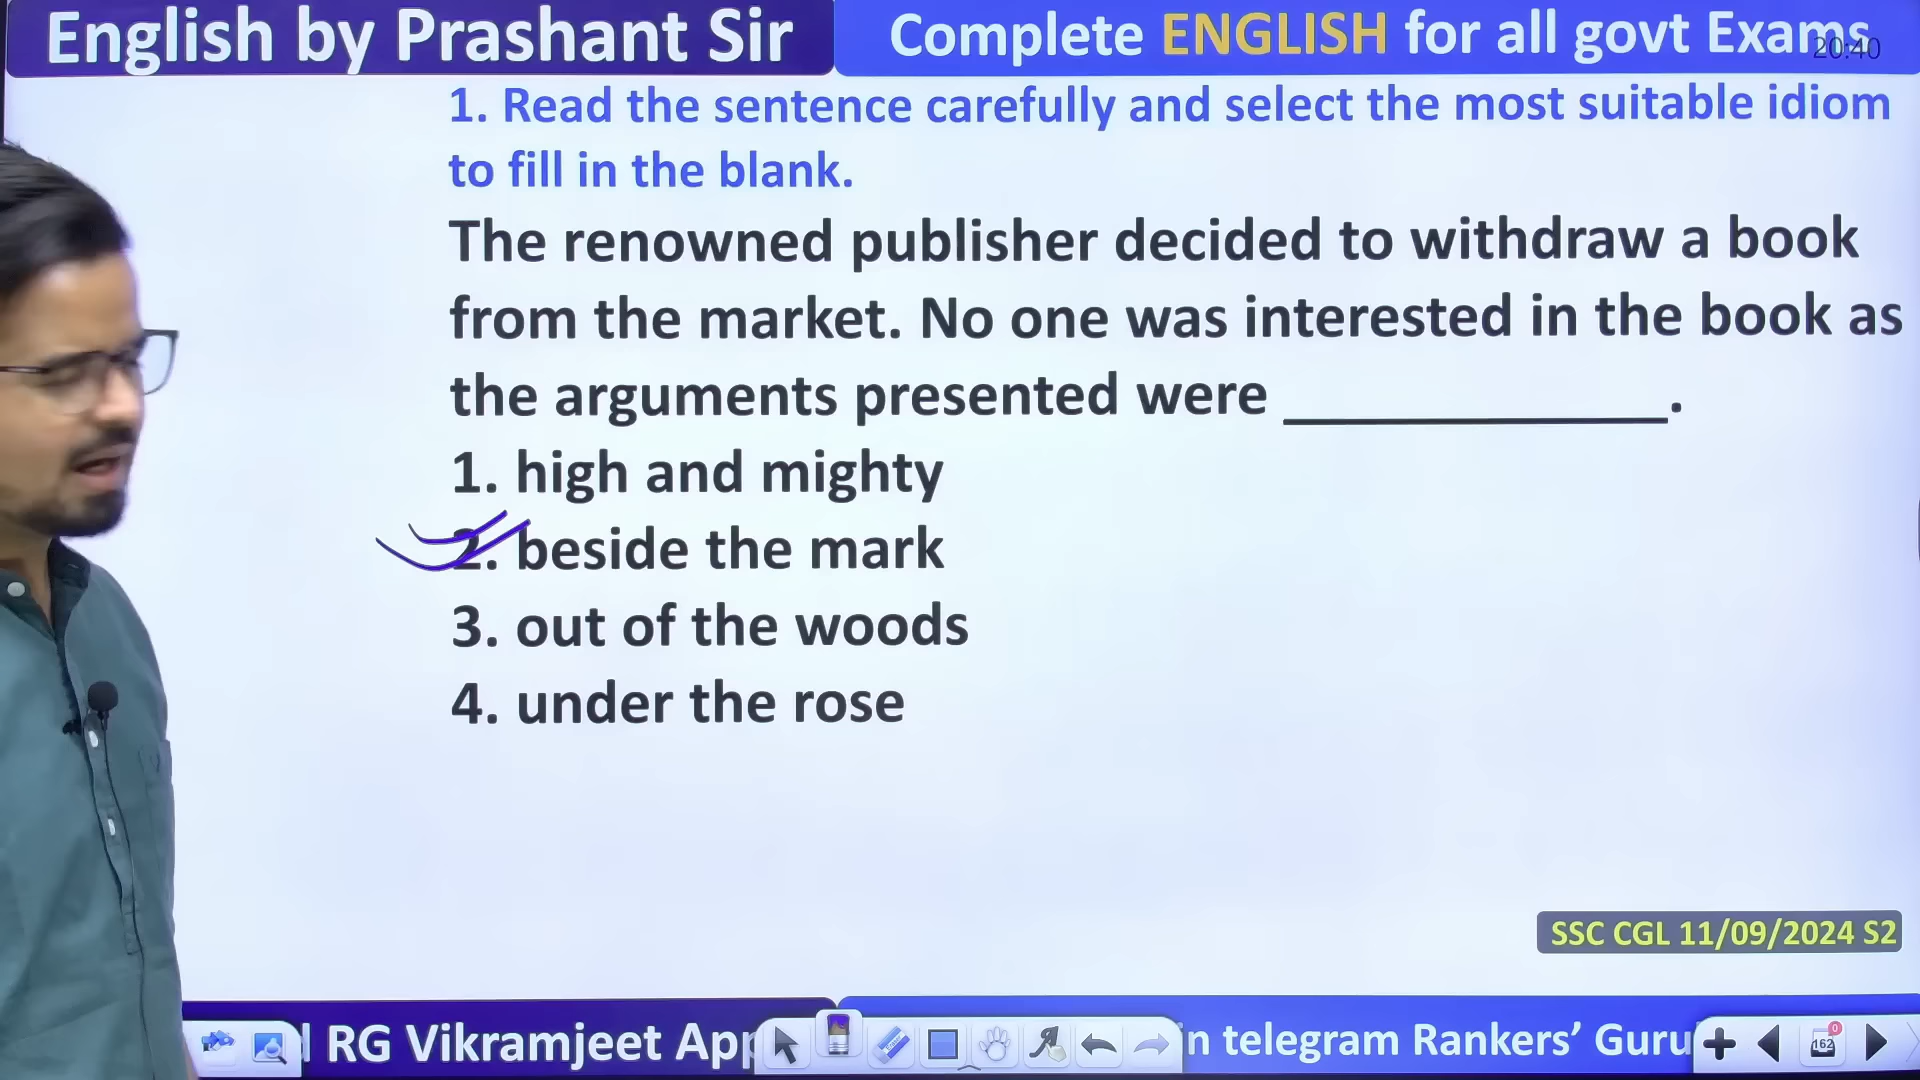 English by Prashant Sir
Complete ENGLISH for all govt Exams
20:40
1. Read the sentence carefully and select the most suitable idiom
to fill in the blank.
The renowned publisher decided to withdraw a book
from the market. No one was interested in the book as
the arguments presented were ____________.
1. high and mighty
2. beside the mark
3. out of the woods
4. under the rose
SSC CGL 11/09/2024 S2
RG Vikramjeet App
in telegram Rankers’ Guru
0
162